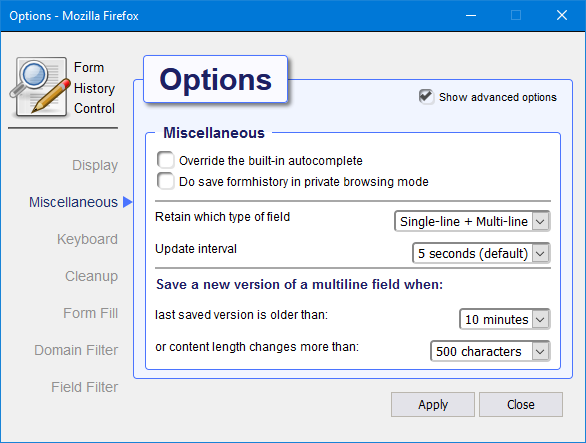 Options - Mozilla Firefox
Form
History
Control
Options
Show advanced options
Display
Miscellaneous
Keyboard
Cleanup
Form Fill
Domain Filter
Field Filter
Miscellaneous
Override the built-in autocomplete
Do save formhistory in private browsing mode
Retain which type of field Single-line + Multi-line
Update interval 5 seconds (default)
Save a new version of a multiline field when:
last saved version is older than: 10 minutes
or content length changes more than: 500 characters
Apply Close